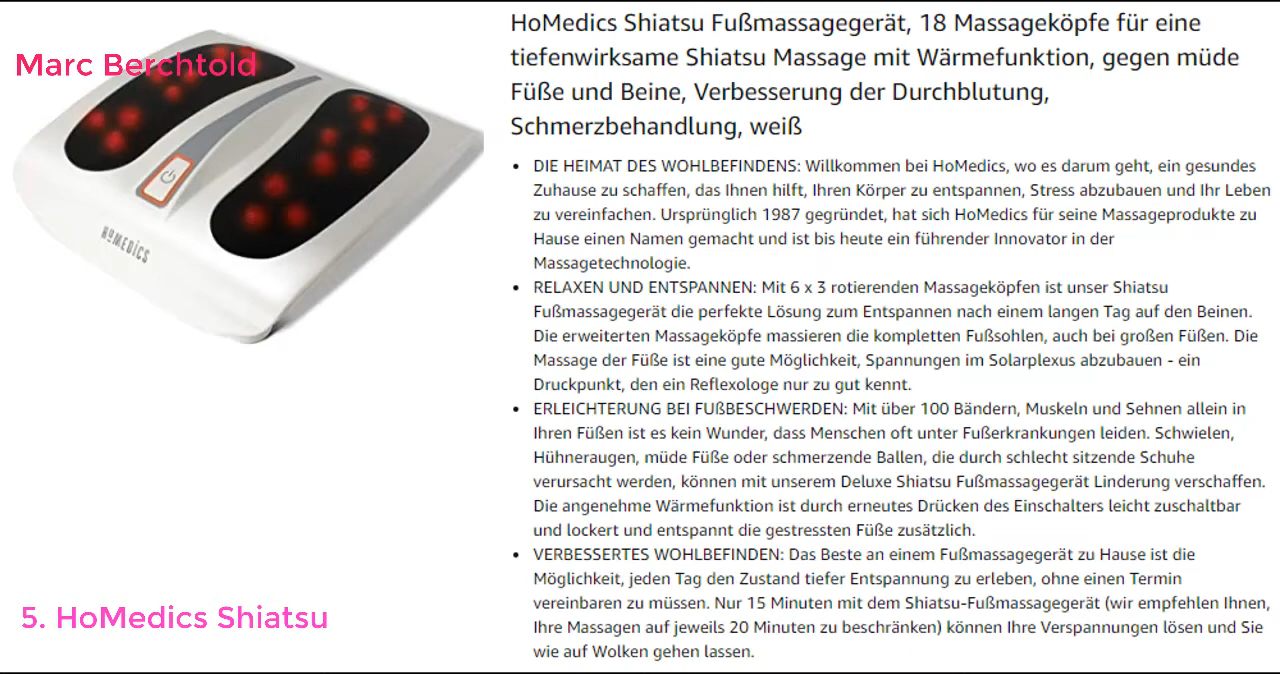 Marc Berchtold
HOMEDICS
5. HoMedics Shiatsu
HoMedics Shiatsu Fußmassagegerät, 18 Massageköpfe für eine
tiefenwirksame Shiatsu Massage mit Wärmefunktion, gegen müde
Füße und Beine, Verbesserung der Durchblutung,
Schmerzbehandlung, weiß
• DIE HEIMAT DES WOHLBEFINDENS: Willkommen bei HoMedics, wo es darum geht, ein gesundes
Zuhause zu schaffen, das Ihnen hilft, Ihren Körper zu entspannen, Stress abzubauen und Ihr Leben
zu vereinfachen. Ursprünglich 1987 gegründet, hat sich HoMedics für seine Massageprodukte zu
Hause einen Namen gemacht und ist bis heute ein führender Innovator in der
Massagetechnologie.
• RELAXEN UND ENTSPANNEN: Mit 6 x 3 rotierenden Massageköpfen ist unser Shiatsu
Fußmassagegerät die perfekte Lösung zum Entspannen nach einem langen Tag auf den Beinen.
Die erweiterten Massageköpfe massieren die kompletten Fußsohlen, auch bei großen Füßen. Die
Massage der Füße ist eine gute Möglichkeit, Spannungen im Solarplexus abzubauen - ein
Druckpunkt, den ein Reflexologe nur zu gut kennt.
• ERLEICHTERUNG BEI FUßBESCHWERDEN: Mit über 100 Bändern, Muskeln und Sehnen allein in
Ihren Füßen ist es kein Wunder, dass Menschen oft unter Fußerkrankungen leiden. Schwielen,
Hühneraugen, müde Füße oder schmerzende Ballen, die durch schlecht sitzende Schuhe
verursacht werden, können mit unserem Deluxe Shiatsu Fußmassagegerät Linderung verschaffen.
Die angenehme Wärmefunktion ist durch erneutes Drücken des Einschalters leicht zuschaltbar
und lockert und entspannt die gestressten Füße zusätzlich.
• VERBESSERTES WOHLBEFINDEN: Das Beste an einem Fußmassagegerät zu Hause ist die
Möglichkeit, jeden Tag den Zustand tiefer Entspannung zu erleben, ohne einen Termin
vereinbaren zu müssen. Nur 15 Minuten mit dem Shiatsu-Fußmassagegerät (wir empfehlen Ihnen,
Ihre Massagen auf jeweils 20 Minuten zu beschränken) können Ihre Verspannungen lösen und Sie
wie auf Wolken gehen lassen.